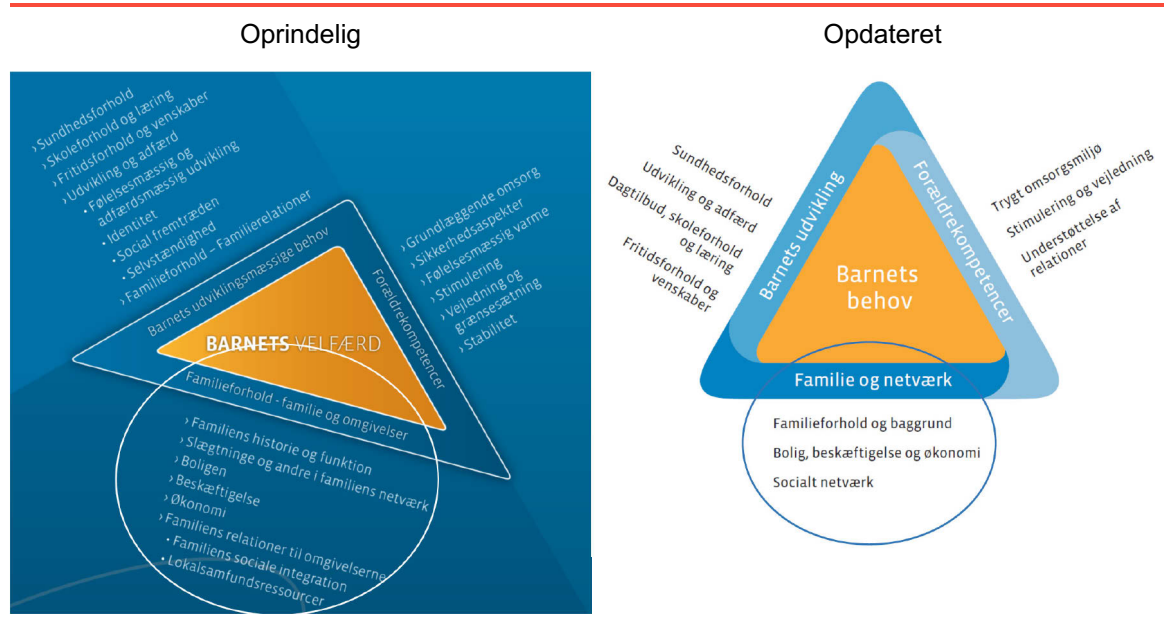 Oprindelig
›Sundhedsforhold
›Skoleforhold og læring
›Fritidsforhold og venskaber
›Udvikling og adfærd
•Følelsesmæssig og
adfærdsmæssig udvikling
•Identitet
•Social fremtræden
•Selvstændighed
›Familieforhold – Familierelationer
Barnets udviklingsmæssige behov
›Grundlæggende omsorg
›Sikkerhedsaspekter
›Følelsesmæssig varme
›Stimulering
›Vejledning og
grænsesætning
›Stabilitet
Forældrekompetencer
BARNETS VELFÆRD
Familieforhold - familie og omgivelser
›Familiens historie og funktion
›Slægtninge og andre i familiens netværk
›Boligen
›Beskæftigelse
›Økonomi
›Familiens relationer til omgivelserne
•Familiens sociale integration
•Lokalsamfundsressourcer
Opdateret
Sundhedsforhold
Udvikling og adfærd
Dagtilbud, skoleforhold
og læring
Fritidsforhold og
venskaber
Barnets udvikling
Forældrekompetencer
Trygt omsorgsmiljø
Stimulering og vejledning
Understøttelse af
relationer
Barnets
behov
Familie og netværk
Familieforhold og baggrund
Bolig, beskæftigelse og økonomi
Socialt netværk